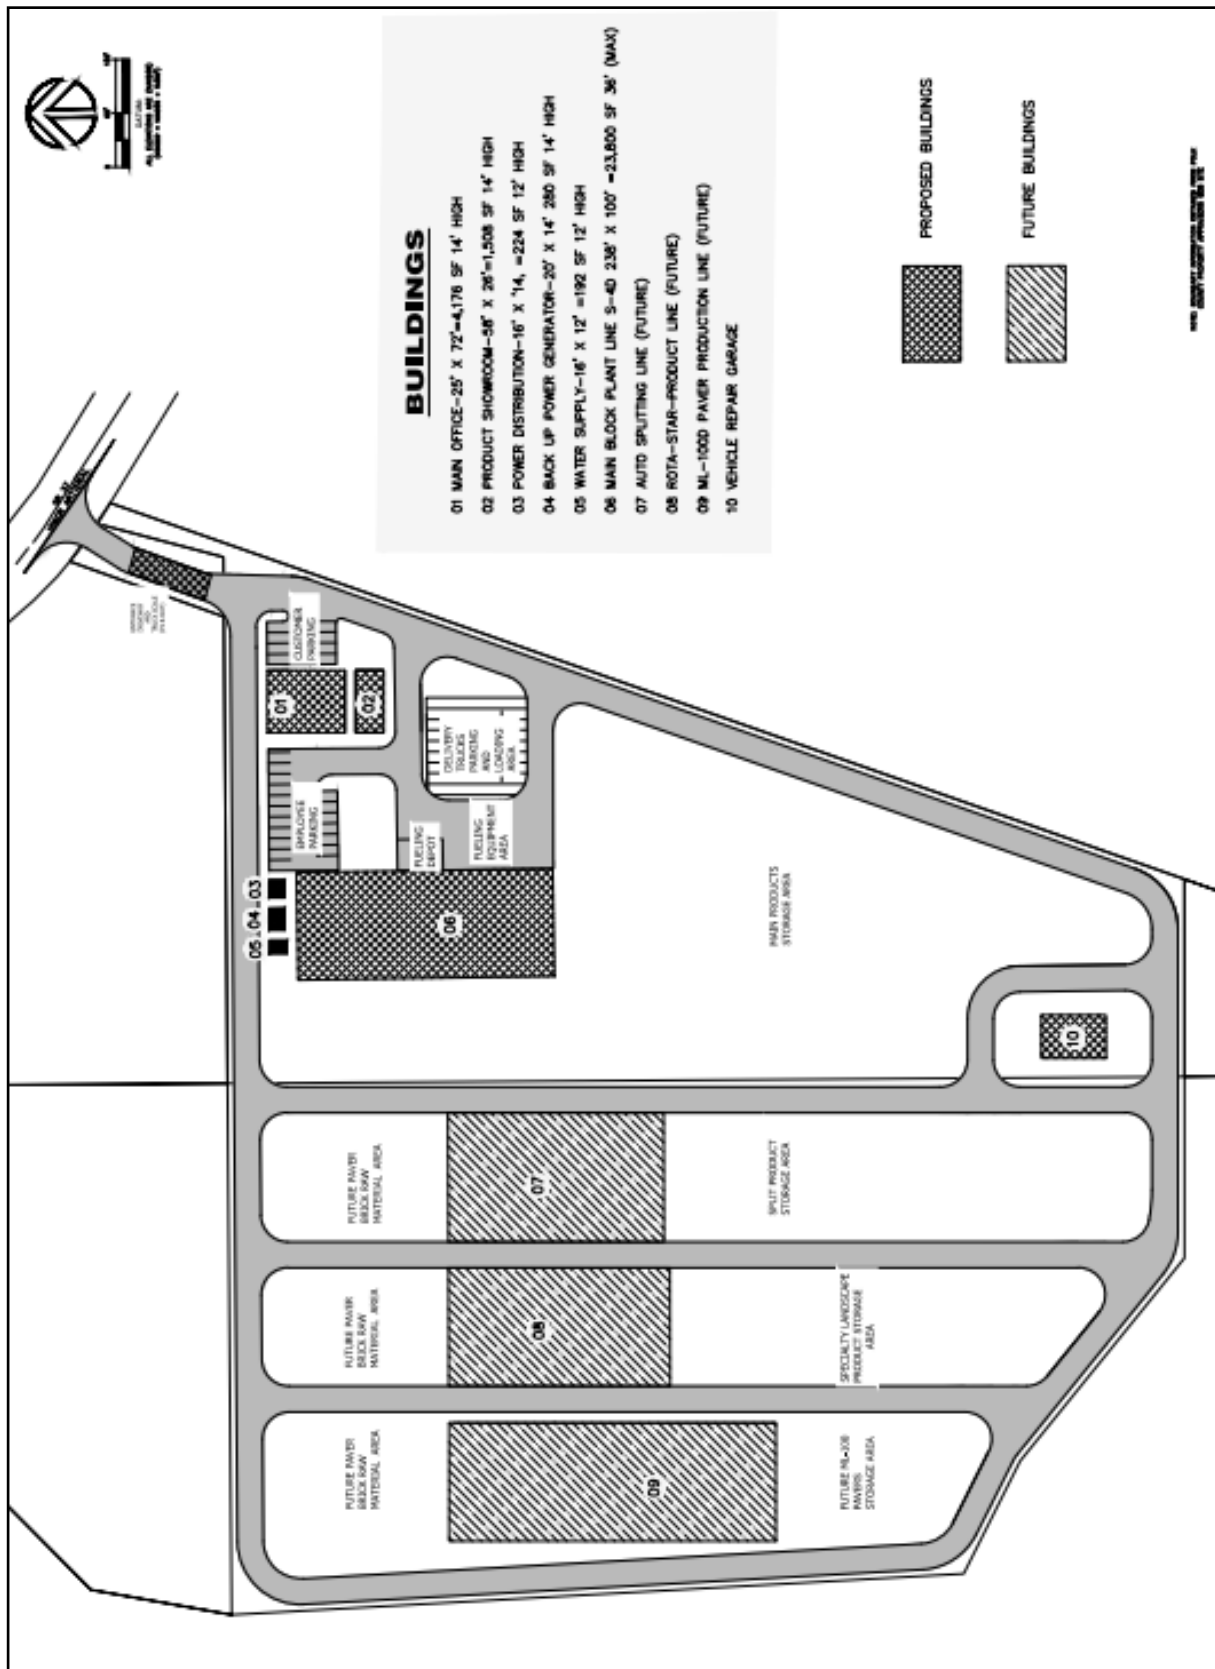 BUILDINGS
01 MAIN OFFICE-25' X 72'=4,176 SF 14' HIGH
02 PRODUCT SHOWROOM-58' X 26'=1,508 SF 14' HIGH
03 POWER DISTRIBUTION-16' X '14, =224 SF 12' HIGH
04 BACK UP POWER GENERATOR-20' X 14' 280 SF 14' HIGH
05 WATER SUPPLY-16' X 12' =192 SF 12' HIGH
06 MAIN BLOCK PLANT LINE S-4D 238' X 100' =23,800 SF 36' (MAX)
07 AUTO SPLITTING LINE (FUTURE)
08 ROTA-STAR-PRODUCT LINE (FUTURE)
09 ML-100D PAVER PRODUCTION LINE (FUTURE)
10 VEHICLE REPAIR GARAGE
PROPOSED BUILDINGS
FUTURE BUILDINGS
CUSTOMER
PARKING
01
02
EMPLOYEE
PARKING
DELIVERY
TRUCKS
PARKING
AND
LOADING
AREA
FUELING
DEPOT
FUELING
EQUIPMENT
AREA
05
04
03
06
MAIN PRODUCTS
STORAGE AREA
10
FUTURE PAVER
BRICK RAW
MATERIAL AREA
07
SPLIT PRODUCT
STORAGE AREA
FUTURE PAVER
BRICK RAW
MATERIAL AREA
08
SPECIALTY LANDSCAPE
PRODUCT STORAGE
AREA
FUTURE PAVER
BRICK RAW
MATERIAL AREA
09
FUTURE ML-100
PAVERS
STORAGE AREA